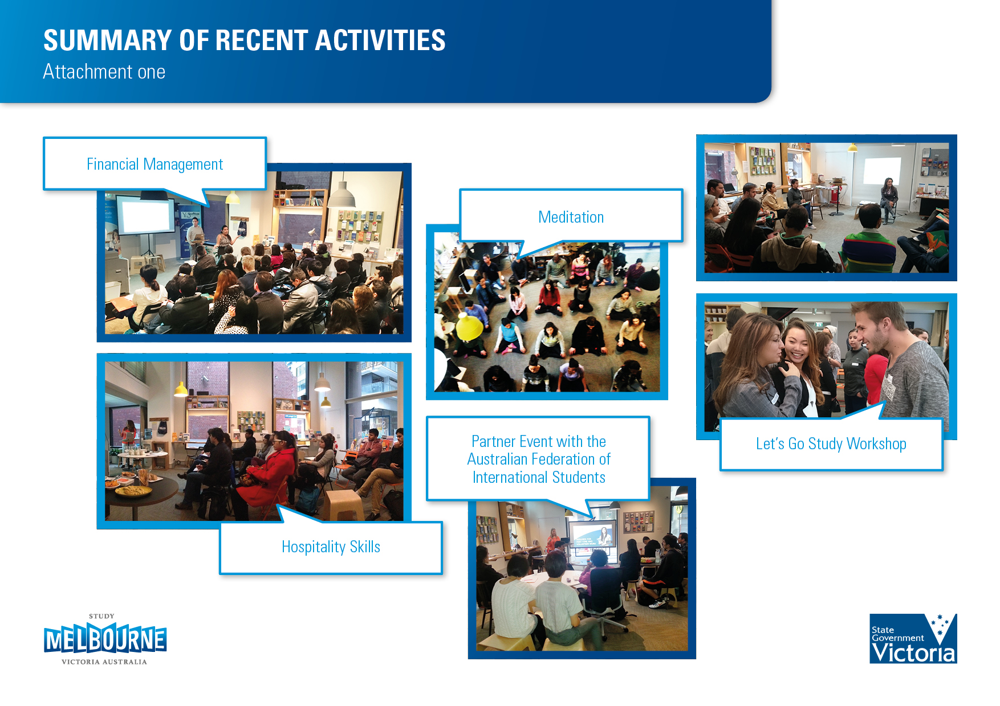 SUMMARY OF RECENT ACTIVITIES
Attachment one
Financial Management
Meditation
Hospitality Skills
Partner Event with the
Australian Federation of
International Students
Let’s Go Study Workshop
STUDY
MELBOURNE
VICTORIA AUSTRALIA
State
Government
Victoria